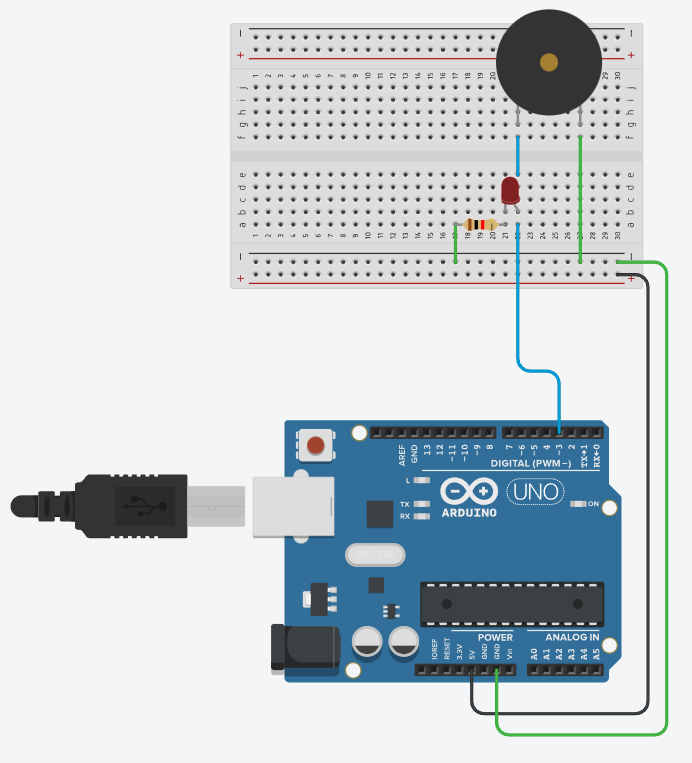 − −
+ +
1 2 3 4 5 6 7 8 9 10 11 12 13 14 15 16 17 18 19 20 29 30
j j
i i
h h
g g
f f
e e
d d
c c
b b
a a
1 2 3 4 5 6 7 8 9 10 11 12 13 14 15 16 17 18 19 20 21 22 23 24 25 26 27 28 29 30
− −
+ +
AREF GND 13 12 ~11 ~10 ~9 8 7 ~6 ~5 4 ~3 2 TX→1 RX←0
DIGITAL (PWM~)
L
TX
RX
UNO
ON
ARDUINO
POWER ANALOG IN
IOREF RESET 3.3V 5V GND GND Vin A0 A1 A2 A3 A4 A5